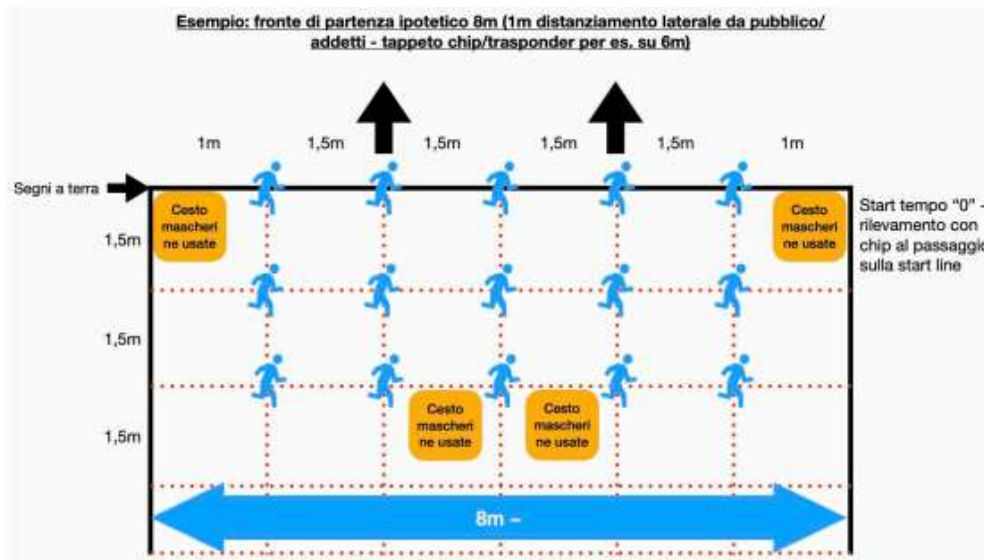 Esempio: fronte di partenza ipotetico 8m (1m distanziamento laterale da pubblico/
addetti - tappeto chip/trasponder per es. su 6m)
1m
1,5m
1,5m
1,5m
1,5m
1m
Segni a terra
Cesto
mascheri
ne usate
Cesto
mascheri
ne usate
Start tempo “0” -
rilevamento con
chip al passaggio
sulla start line
1,5m
1,5m
1,5m
Cesto
mascheri
ne usate
Cesto
mascheri
ne usate
8m ~